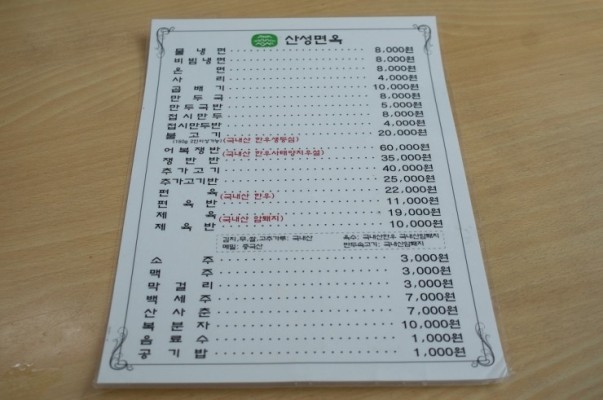 산성면옥
물냉면 8,000원
비빔냉면 8,000원
온면 8,000원
사리 4,000원
곱배기 10,000원
만두국 8,000원
만두국반 5,000원
접시만두 8,000원
접시만두반 4,000원
불고기 (국내산 한우영등심) 20,000원
어복쟁반 (국내산 한우사태양지우설) 60,000원
쟁반반 35,000원
추가고기 40,000원
추가고기반 25,000원
편육 (국내산 한우) 22,000원
편육반 11,000원
제육 (국내산 암퇘지) 19,000원
제육반 10,000원
김치,무,쌀,고추가루: 국내산 육수: 국내산한우 국내산암퇘지
메밀: 중국산 만두속고기: 국내산암퇘지
소주 3,000원
맥주 3,000원
막걸리 3,000원
백세주 7,000원
산사춘 7,000원
복분자 10,000원
음료수 1,000원
공기밥 1,000원